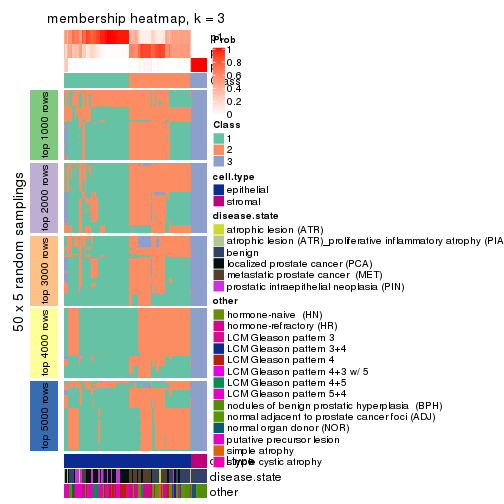 membership heatmap, k = 3
p1
Prob
1
0.8
0.6
0.4
0.2
0
Class
1
2
3
cell.type
epithelial
stromal
disease.state
atrophic lesion (ATR)
atrophic lesion (ATR)_proliferative inflammatory atrophy (PIA
benign
localized prostate cancer (PCA)
metastatic prostate cancer (MET)
prostatic intraepithelial neoplasia (PIN)
other
hormone-naive (HN)
hormone-refractory (HR)
LCM Gleason pattern 3
LCM Gleason pattern 3+4
LCM Gleason pattern 4
LCM Gleason pattern 4+3 w/ 5
LCM Gleason pattern 4+5
LCM Gleason pattern 5+4
nodules of benign prostatic hyperplasia (BPH)
normal adjacent to prostate cancer foci (ADJ)
normal organ donor (NOR)
putative precursor lesion
simple atrophy
simple cystic atrophy
disease.state
other
50 x 5 random samplings
top 1000 rows
top 2000 rows
top 3000 rows
top 4000 rows
top 5000 rows